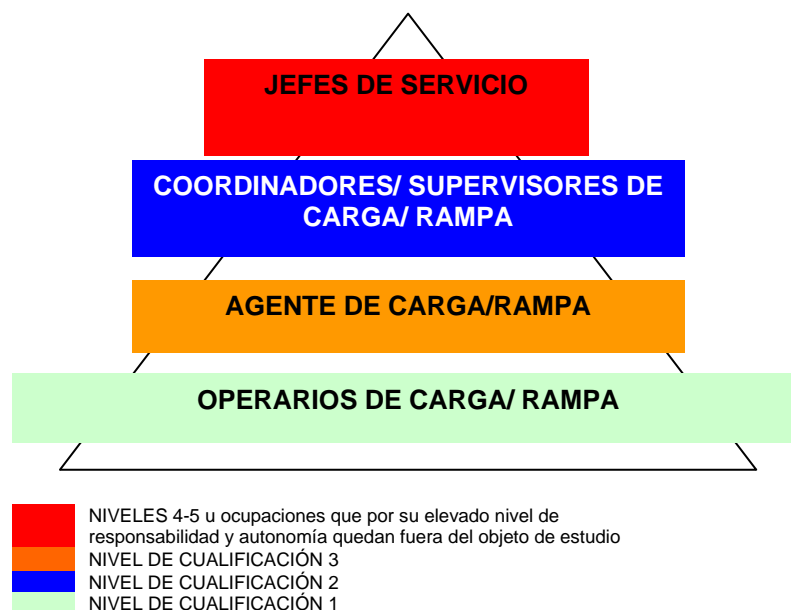 JEFES DE SERVICIO
COORDINADORES/ SUPERVISORES DE
CARGA/ RAMPA
AGENTE DE CARGA/RAMPA
OPERARIOS DE CARGA/ RAMPA
NIVELES 4-5 u ocupaciones que por su elevado nivel de
responsabilidad y autonomía quedan fuera del objeto de estudio
NIVEL DE CUALIFICACIÓN 3
NIVEL DE CUALIFICACIÓN 2
NIVEL DE CUALIFICACIÓN 1